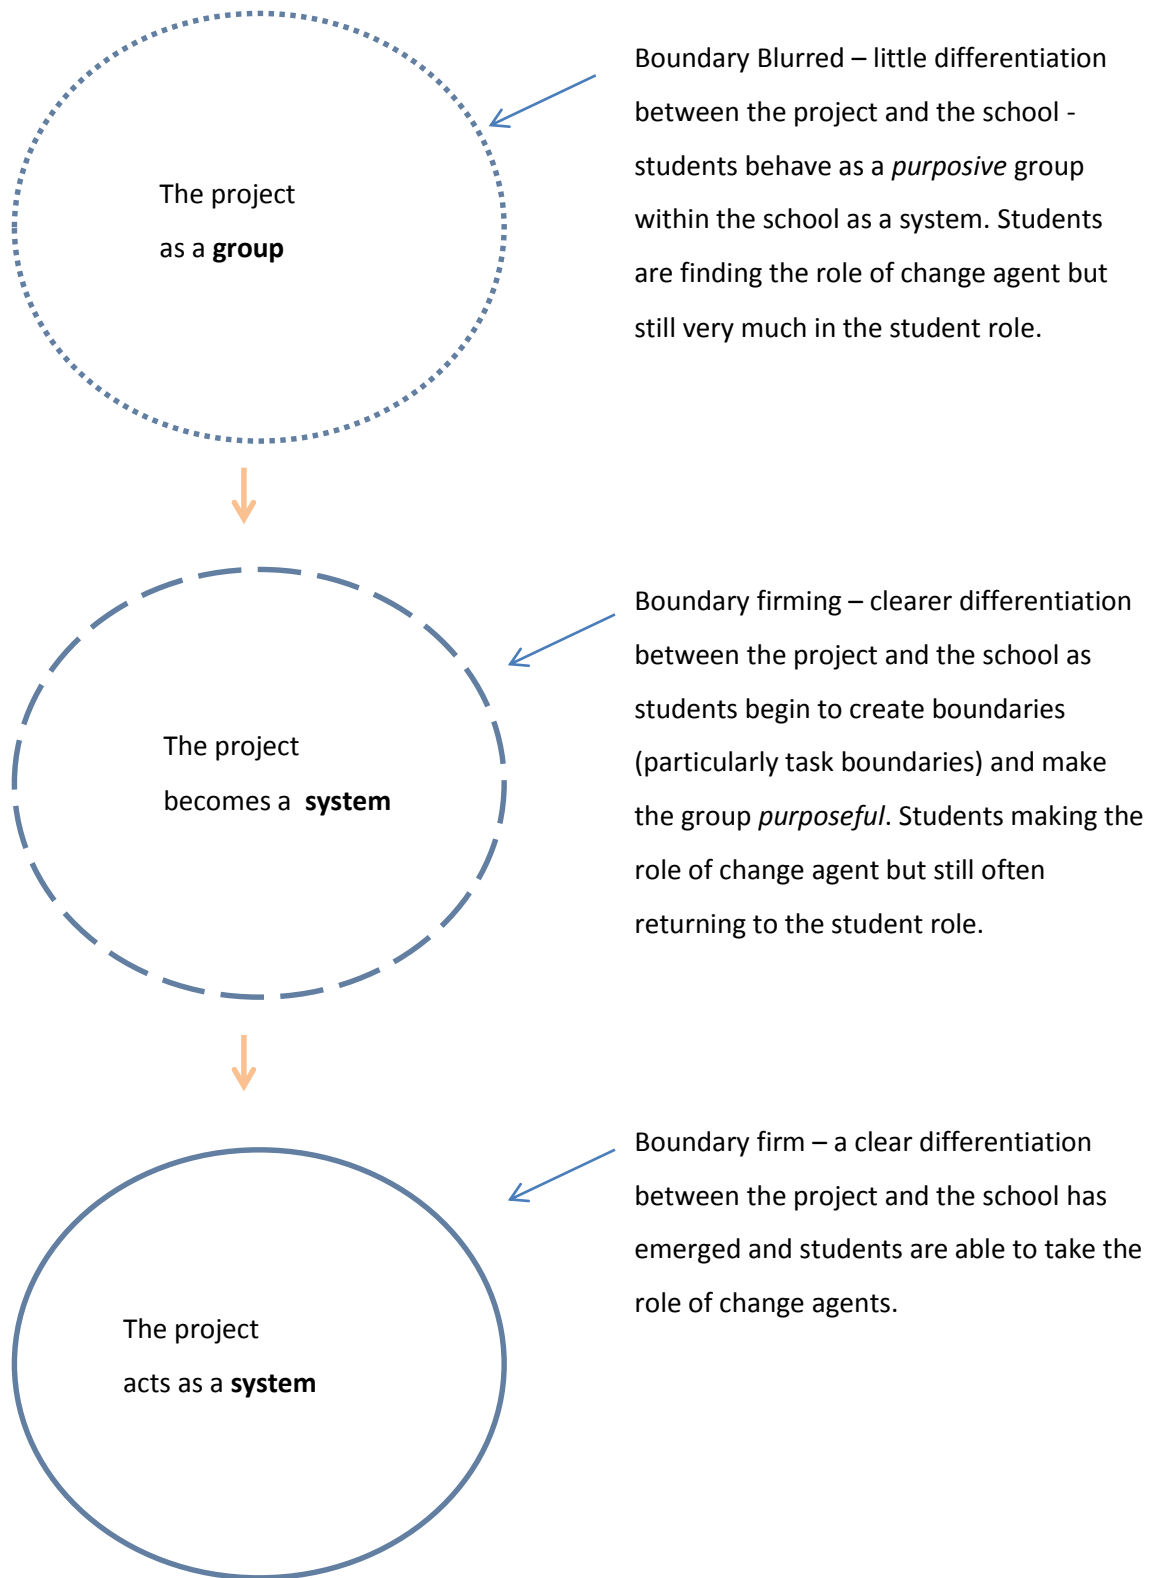 The project
as a group
Boundary Blurred – little differentiation
between the project and the school -
students behave as a purposive group
within the school as a system. Students
are finding the role of change agent but
still very much in the student role.
The project
becomes a  system
Boundary firming – clearer differentiation
between the project and the school as
students begin to create boundaries
(particularly task boundaries) and make
the group purposeful. Students making the
role of change agent but still often
returning to the student role.
The project
acts as a system
Boundary firm – a clear differentiation
between the project and the school has
emerged and students are able to take the
role of change agents.